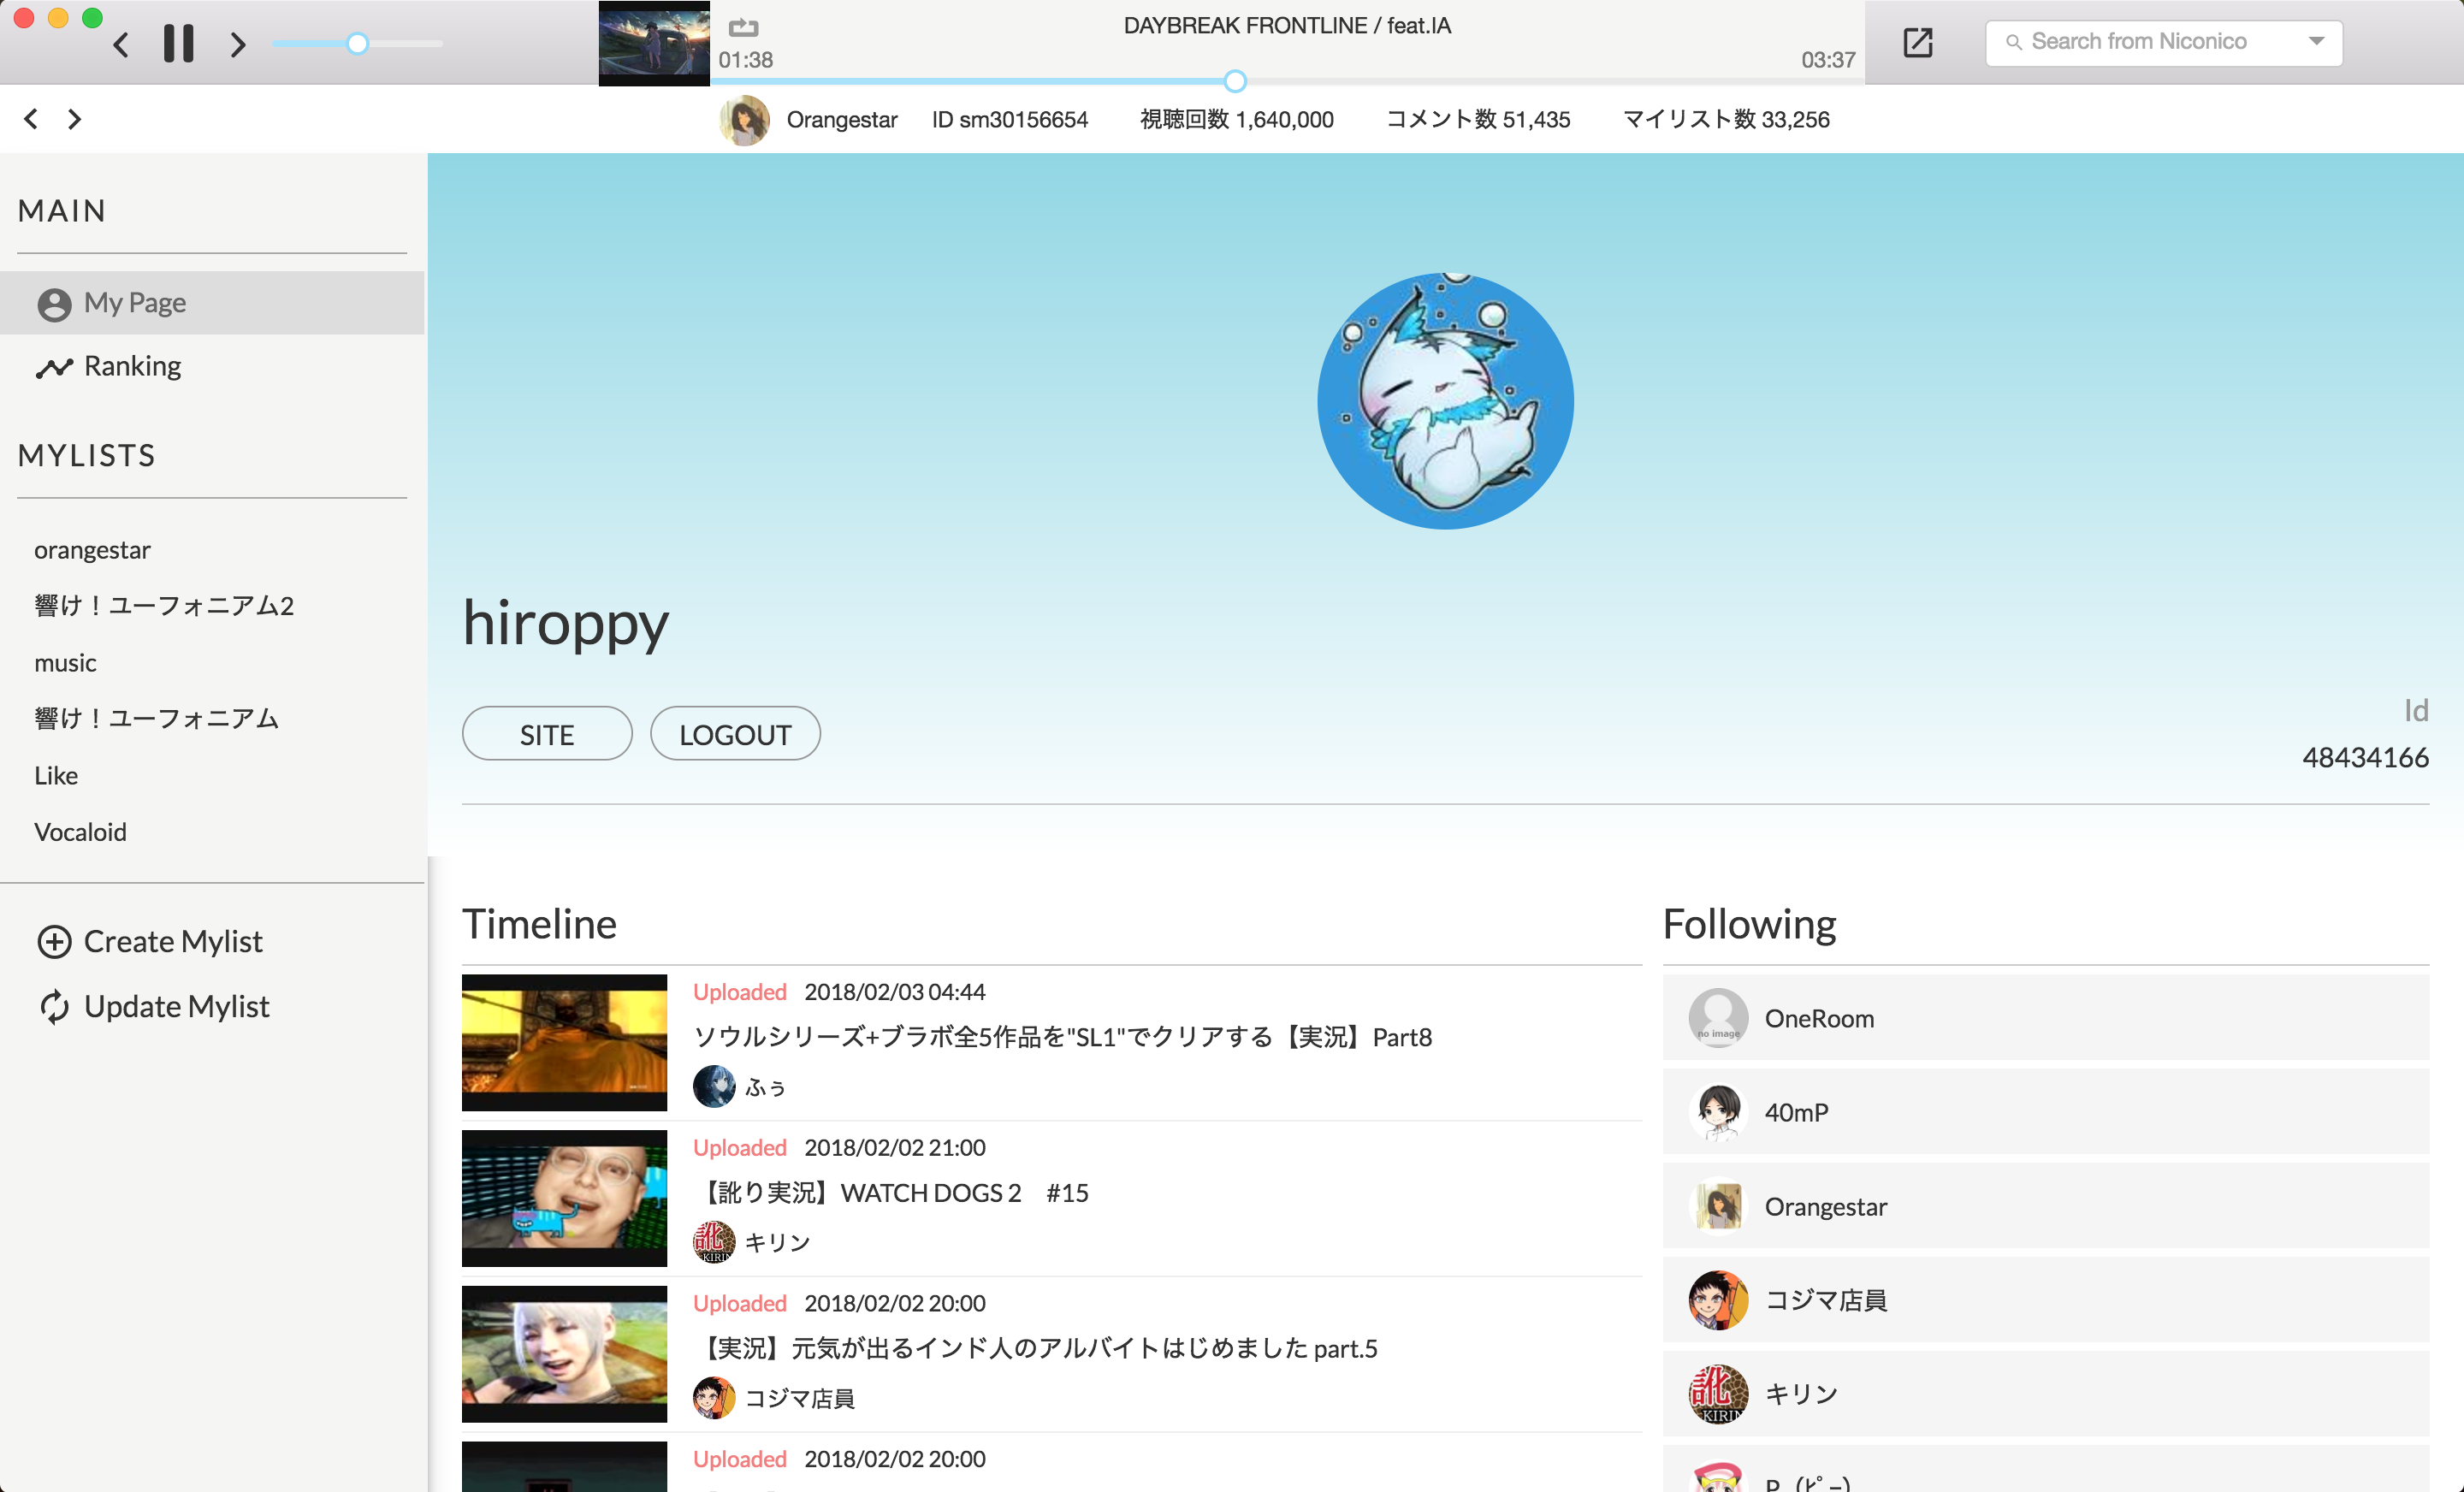 DAYBREAK FRONTLINE / feat.IA
01:38
03:37
Search from Niconico
Orangestar
ID sm30156654
視聴回数 1,640,000
コメント数 51,435
マイリスト数 33,256
MAIN
My Page
Ranking
MYLISTS
orangestar
響け！ユーフォニアム2
music
響け！ユーフォニアム
Like
Vocaloid
Create Mylist
Update Mylist
hiroppy
SITE
LOGOUT
Id
48434166
Timeline
Uploaded 2018/02/03 04:44
ソウルシリーズ+ブラボ全5作品を"SL1"でクリアする【実況】Part8
ふぅ
Uploaded 2018/02/02 21:00
【訛り実況】WATCH DOGS 2　#15
訛
KIRIN
キリン
Uploaded 2018/02/02 20:00
【実況】元気が出るインド人のアルバイトはじめました part.5
コジマ店員
Uploaded 2018/02/02 20:00
Following
no image
OneRoom
40mP
Orangestar
コジマ店員
訛
KIRIN
キリン
P（ﾋﾟｰ）